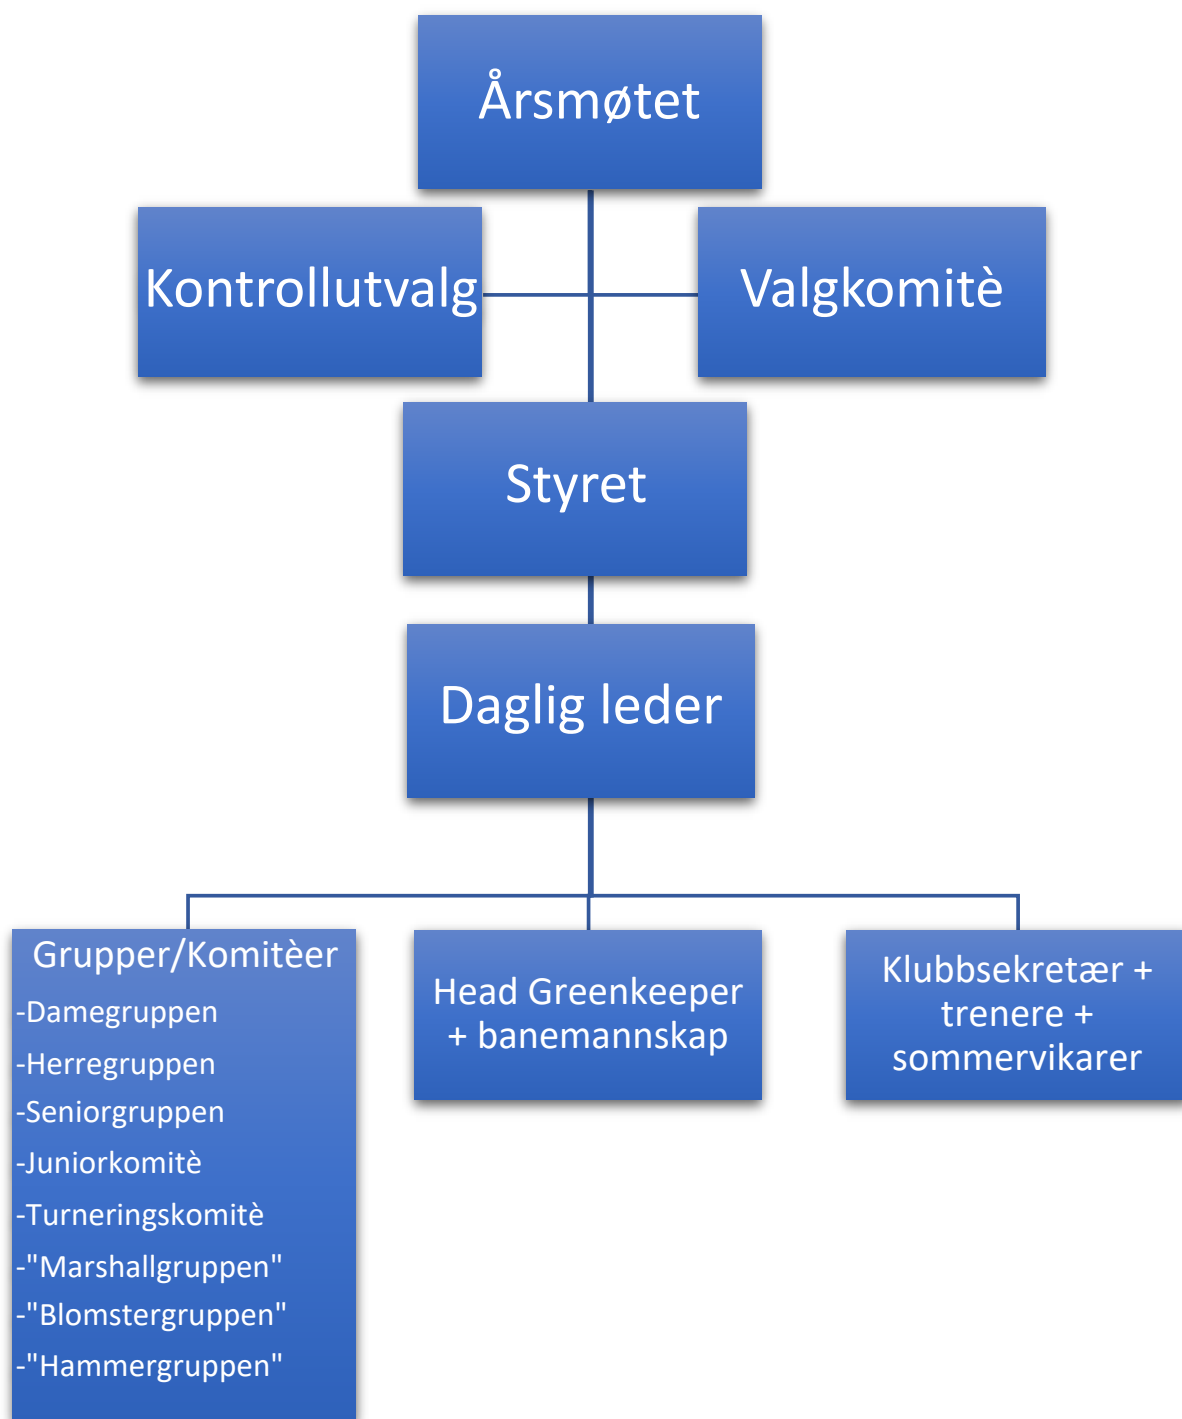 Årsmøtet
Kontrollutvalg
Valgkomitè
Styret
Daglig leder
Grupper/Komitèer
-Damegruppen
-Herregruppen
-Seniorgruppen
-Juniorkomitè
-Turneringskomitè
-"Marshallgruppen"
-"Blomstergruppen"
-"Hammergruppen"
Head Greenkeeper
+ banemannskap
Klubbsekretær +
trenere +
sommervikarer